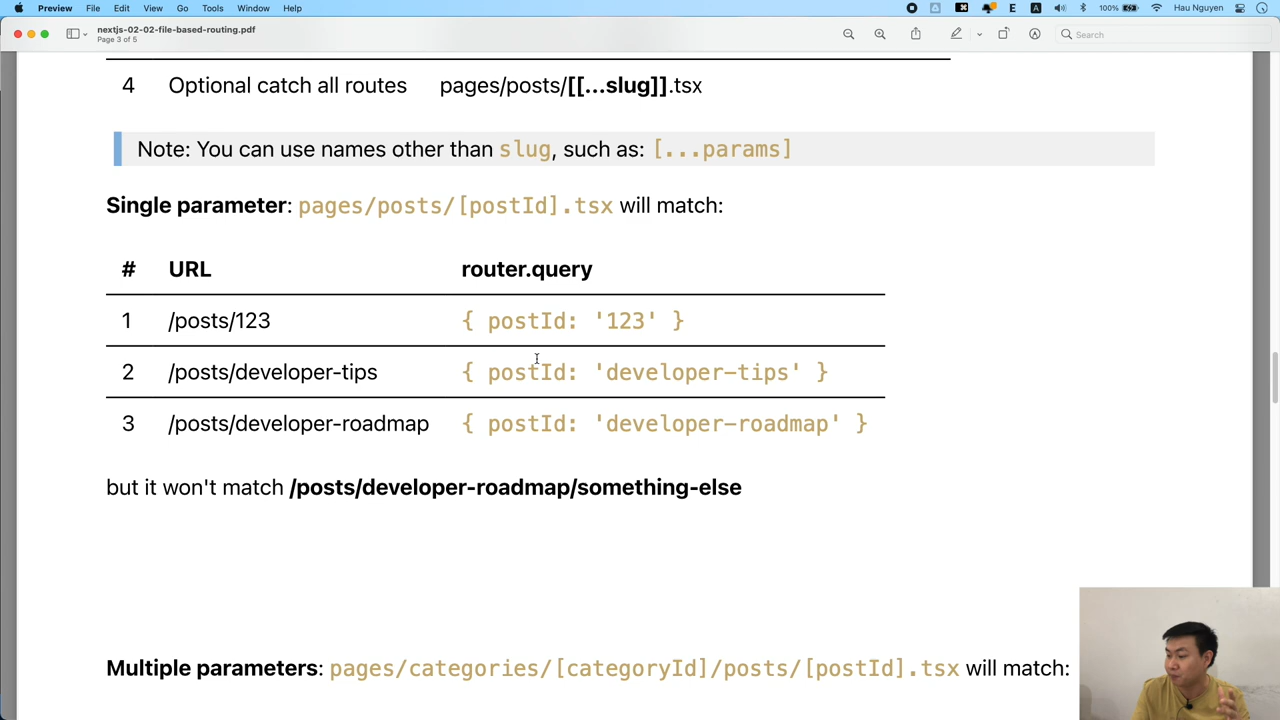 Preview File Edit View Go Tools Window Help
E A 100% Hau Nguyen
nextjs-02-02-file-based-routing.pdf
Page 3 of 5
Search
4 Optional catch all routes pages/posts/[[...slug]].tsx
Note: You can use names other than slug, such as: [...params]
Single parameter: pages/posts/[postId].tsx will match:
# URL router.query
1 /posts/123 { postId: '123' }
2 /posts/developer-tips { postId: 'developer-tips' }
3 /posts/developer-roadmap { postId: 'developer-roadmap' }
but it won't match /posts/developer-roadmap/something-else
Multiple parameters: pages/categories/[categoryId]/posts/[postId].tsx will match: